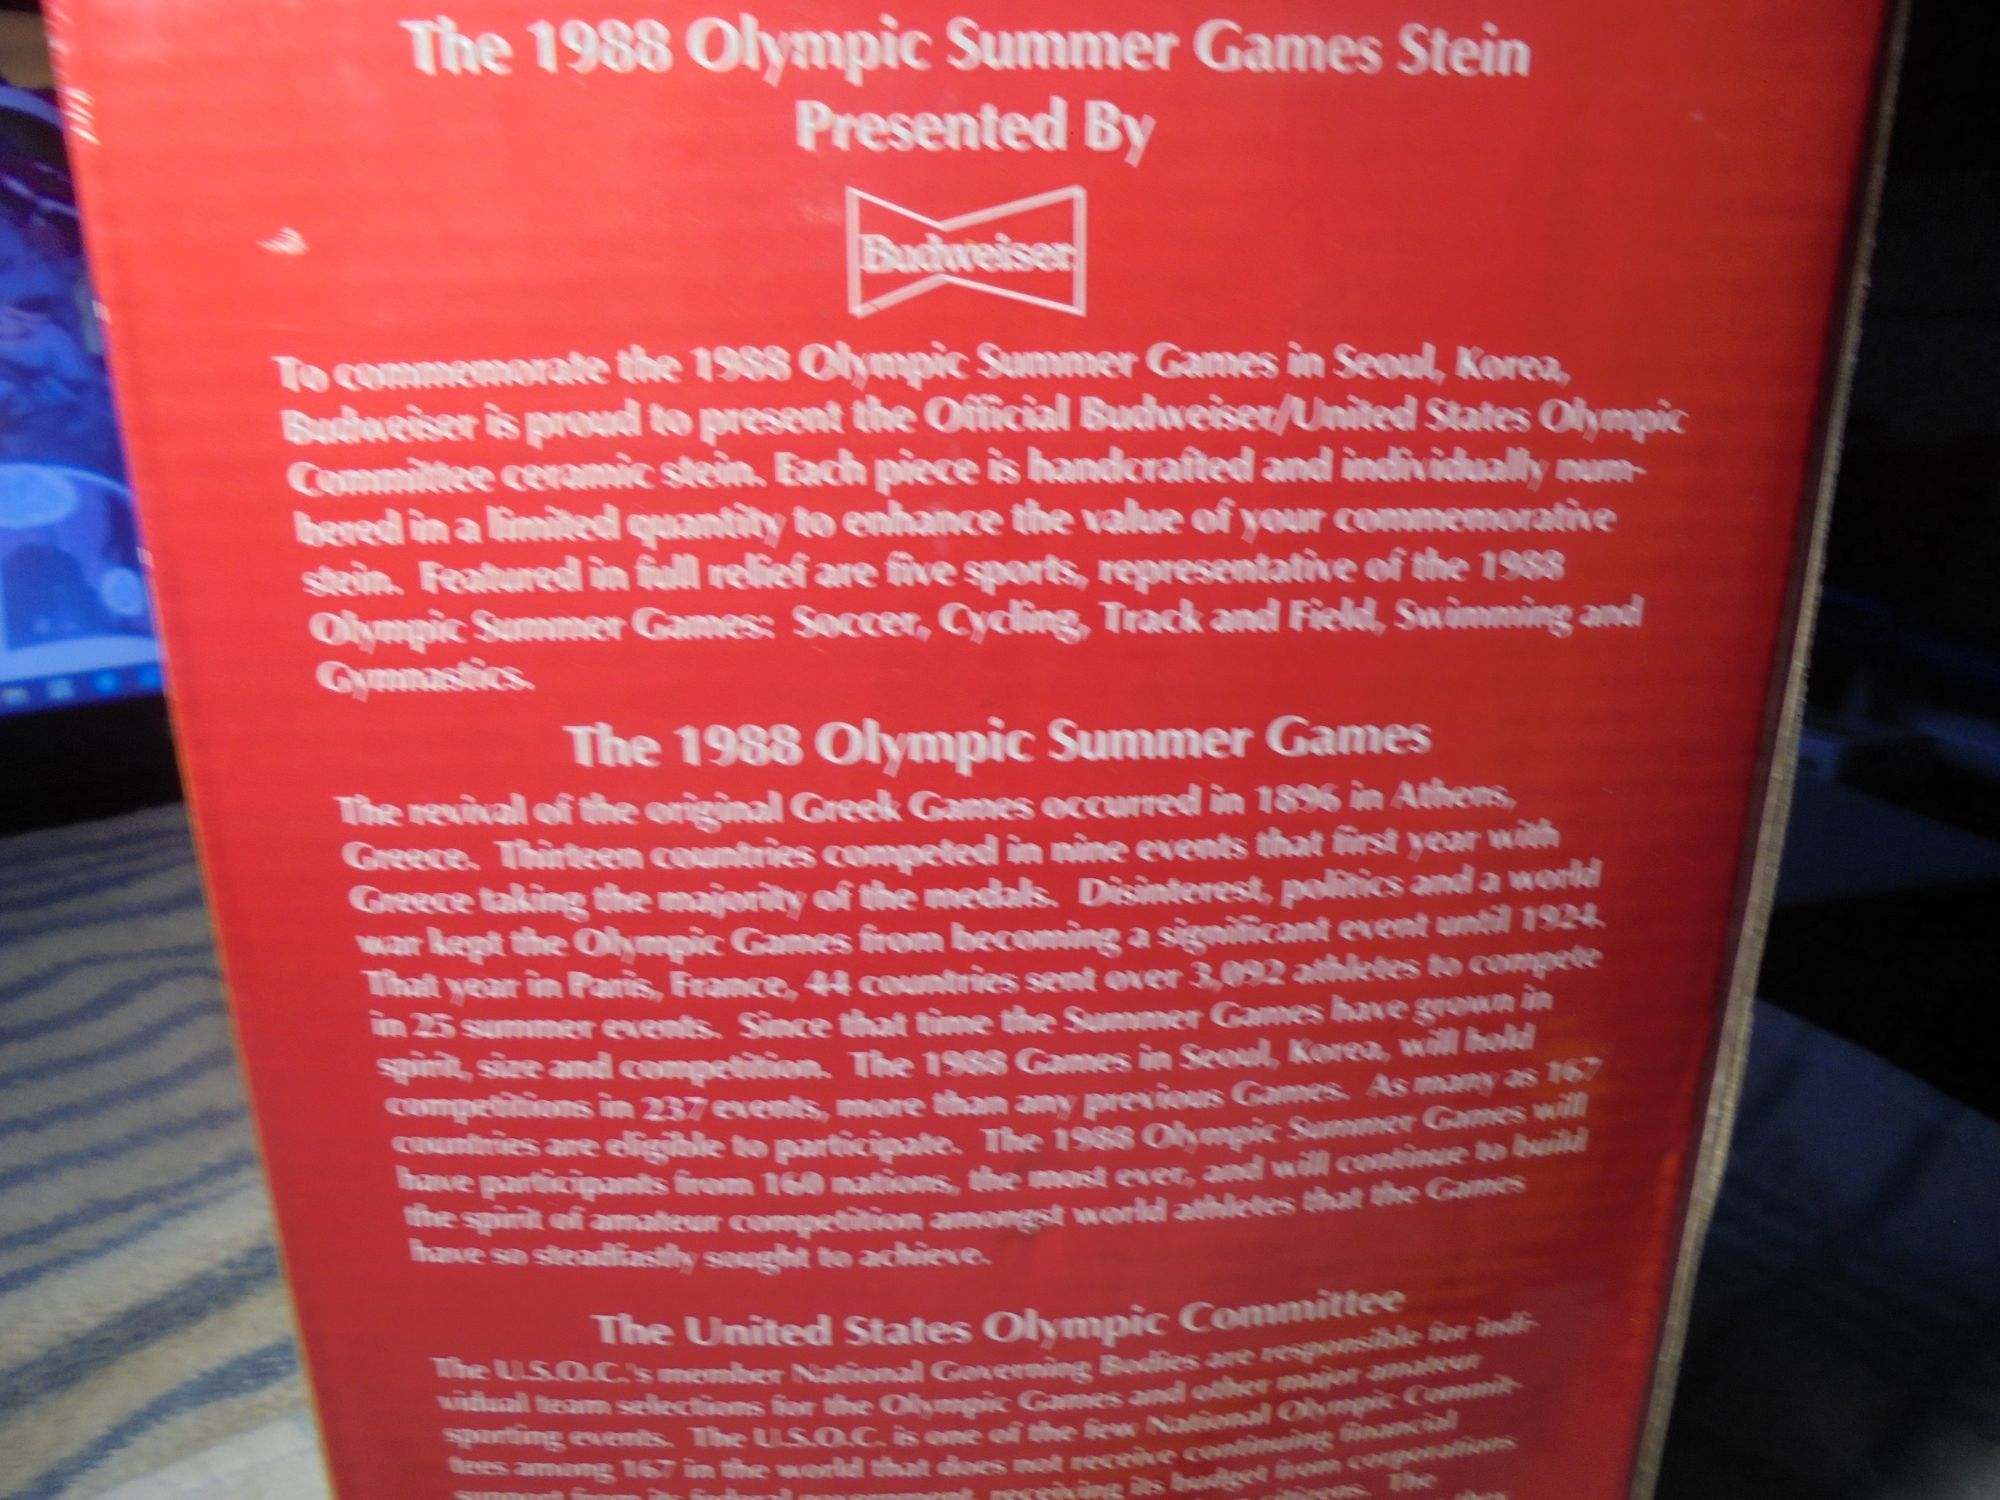 The 1988 Olympic Summer Games Stein
Presented By
Budweiser
To commemorate the 1988 Olympic Summer Games in Seoul, Korea,
Budweiser is proud to present the Official Budweiser/United States Olympic
Committee ceramic stein. Each piece is handcrafted and individually num-
bered in a limited quantity to enhance the value of your commemorative
stein. Featured in full relief are five sports, representative of the 1988
Olympic Summer Games: Soccer, Cycling, Track and Field, Swimming and
Gymnastics.
The 1988 Olympic Summer Games
The revival of the original Greek Games occurred in 1896 in Athens,
Greece. Thirteen countries competed in nine events that first year with
Greece taking the majority of the medals. Disinterest, politics and a world
war kept the Olympic Games from becoming a significant event until 1924.
That year in Paris, France, 44 countries sent over 3,092 athletes to compete
in 25 summer events. Since that time the Summer Games have grown in
spirit, size and competition. The 1988 Games in Seoul, Korea, will hold
competitions in 237 events, more than any previous Games. As many as 167
countries are eligible to participate. The 1988 Olympic Summer Games will
have participants from 160 nations, the most ever, and will continue to build
the spirit of amateur competition amongst world athletes that the Games
have so steadfastly sought to achieve.
The United States Olympic Committee
The U.S.O.C.'s member National Governing Bodies are responsible for indi-
vidual team selections for the Olympic Games and other major amateur
sporting events. The U.S.O.C. is one of the few National Olympic Commit-
tees among 167 in the world that does not receive continuing financial
support from its federal government, receiving its budget from corporations
citizens. The